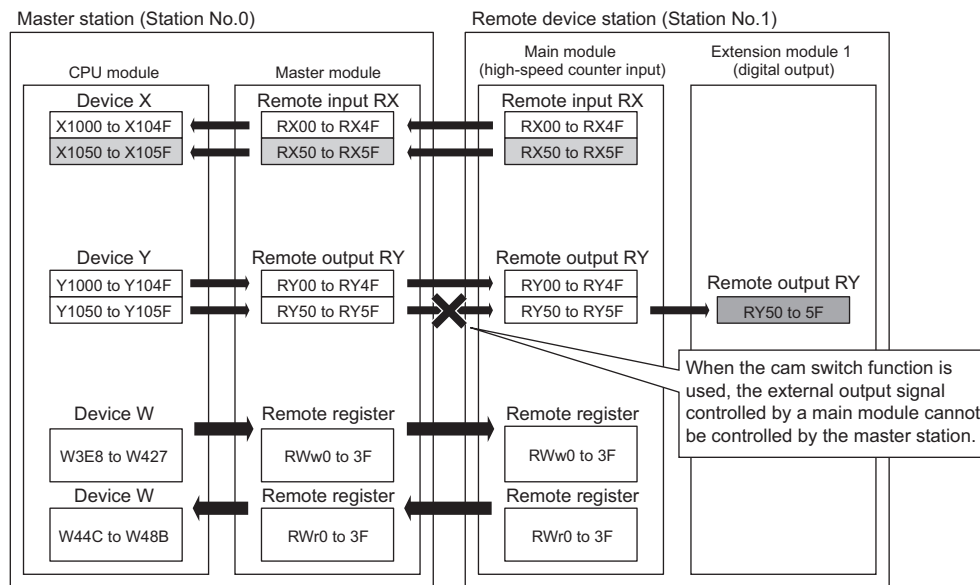 Master station (Station No.0)
Remote device station (Station No.1)
CPU module
Master module
Main module
(high-speed counter input)
Extension module 1
(digital output)
Device X
Remote input RX
Remote input RX
X1000 to X104F
RX00 to RX4F
RX00 to RX4F
X1050 to X105F
RX50 to RX5F
RX50 to RX5F
Device Y
Remote output RY
Remote output RY
Y1000 to Y104F
RY00 to RY4F
RY00 to RY4F
Remote output RY
Y1050 to Y105F
RY50 to RY5F
RY50 to RY5F
RY50 to 5F
When the cam switch function is
used, the external output signal
controlled by a main module cannot
be controlled by the master station.
Device W
Remote register
Remote register
W3E8 to W427
RWw0 to 3F
RWw0 to 3F
Device W
Remote register
Remote register
W44C to W48B
RWr0 to 3F
RWr0 to 3F